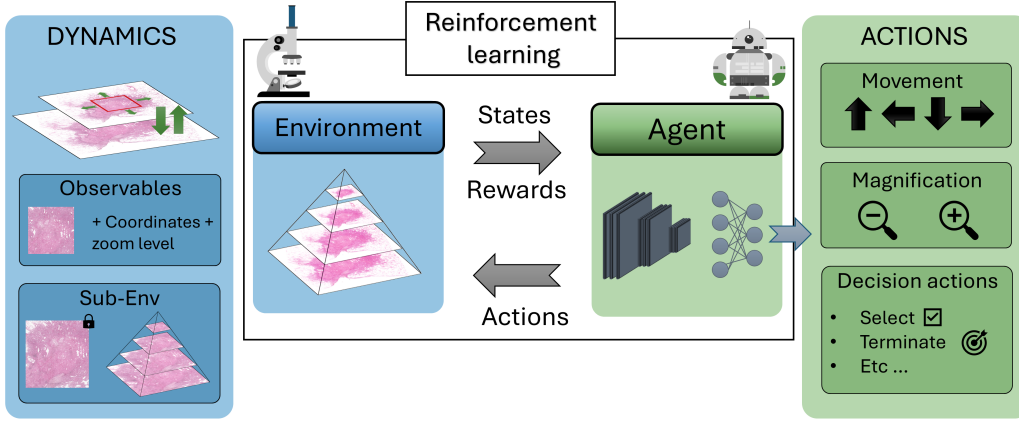 DYNAMICS
Observables
+ Coordinates +
zoom level
Sub-Env
Reinforcement
learning
Environment
States
Rewards
Actions
Agent
ACTIONS
Movement
Magnification
Decision actions
• Select
• Terminate
• Etc ...